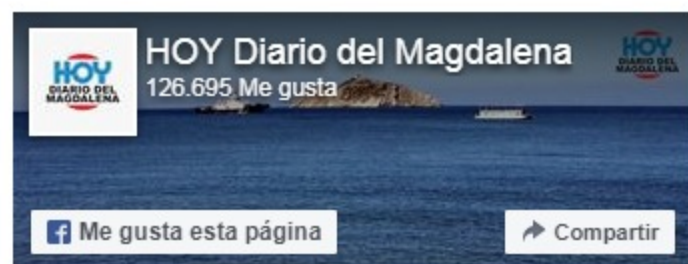 HOY
DIARIO DEL
MAGDALENA
HOY Diario del Magdalena
126.695 Me gusta
HOY
DIARIO DEL
MAGDALENA
Me gusta esta página
Compartir